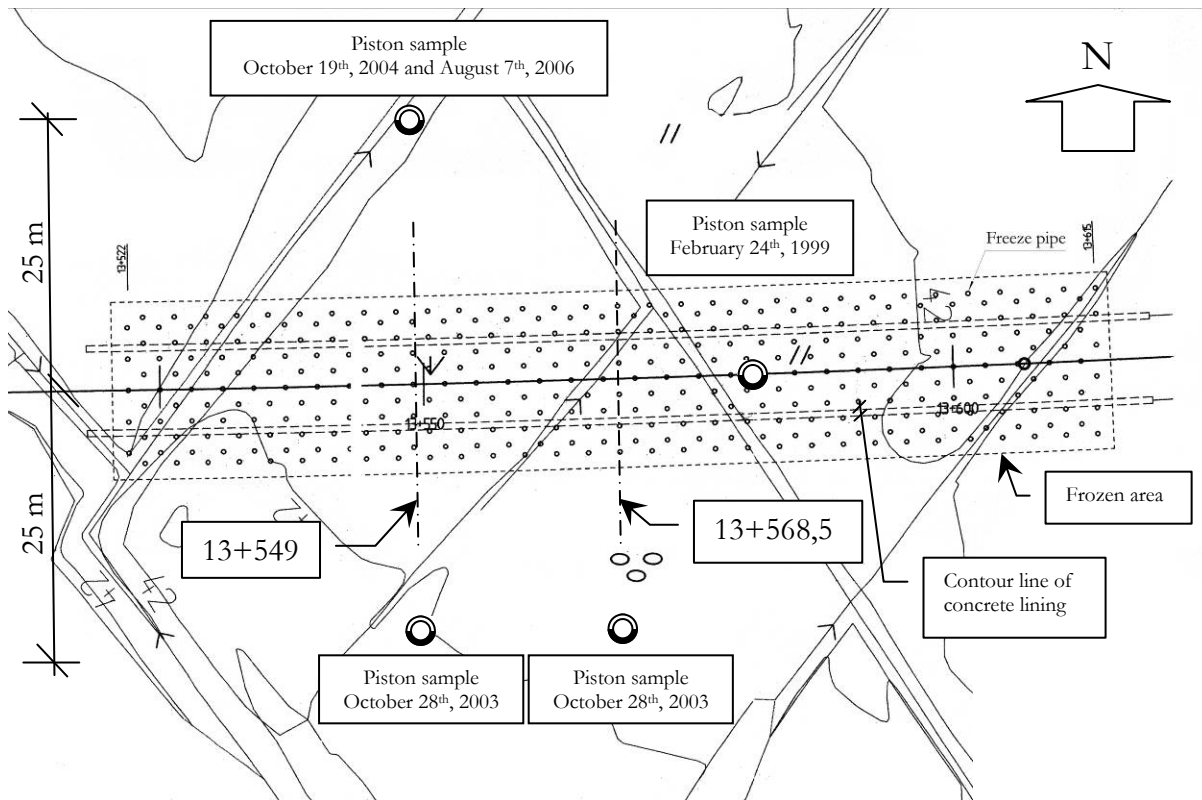 Piston sample
October 19th, 2004 and August 7th, 2006
N
25 m
Piston sample
February 24th, 1999
Freeze pipe
13+522
13+615
13+550
13+600
25 m
13+549
13+568,5
Frozen area
Contour line of
concrete lining
Piston sample
October 28th, 2003
Piston sample
October 28th, 2003
42